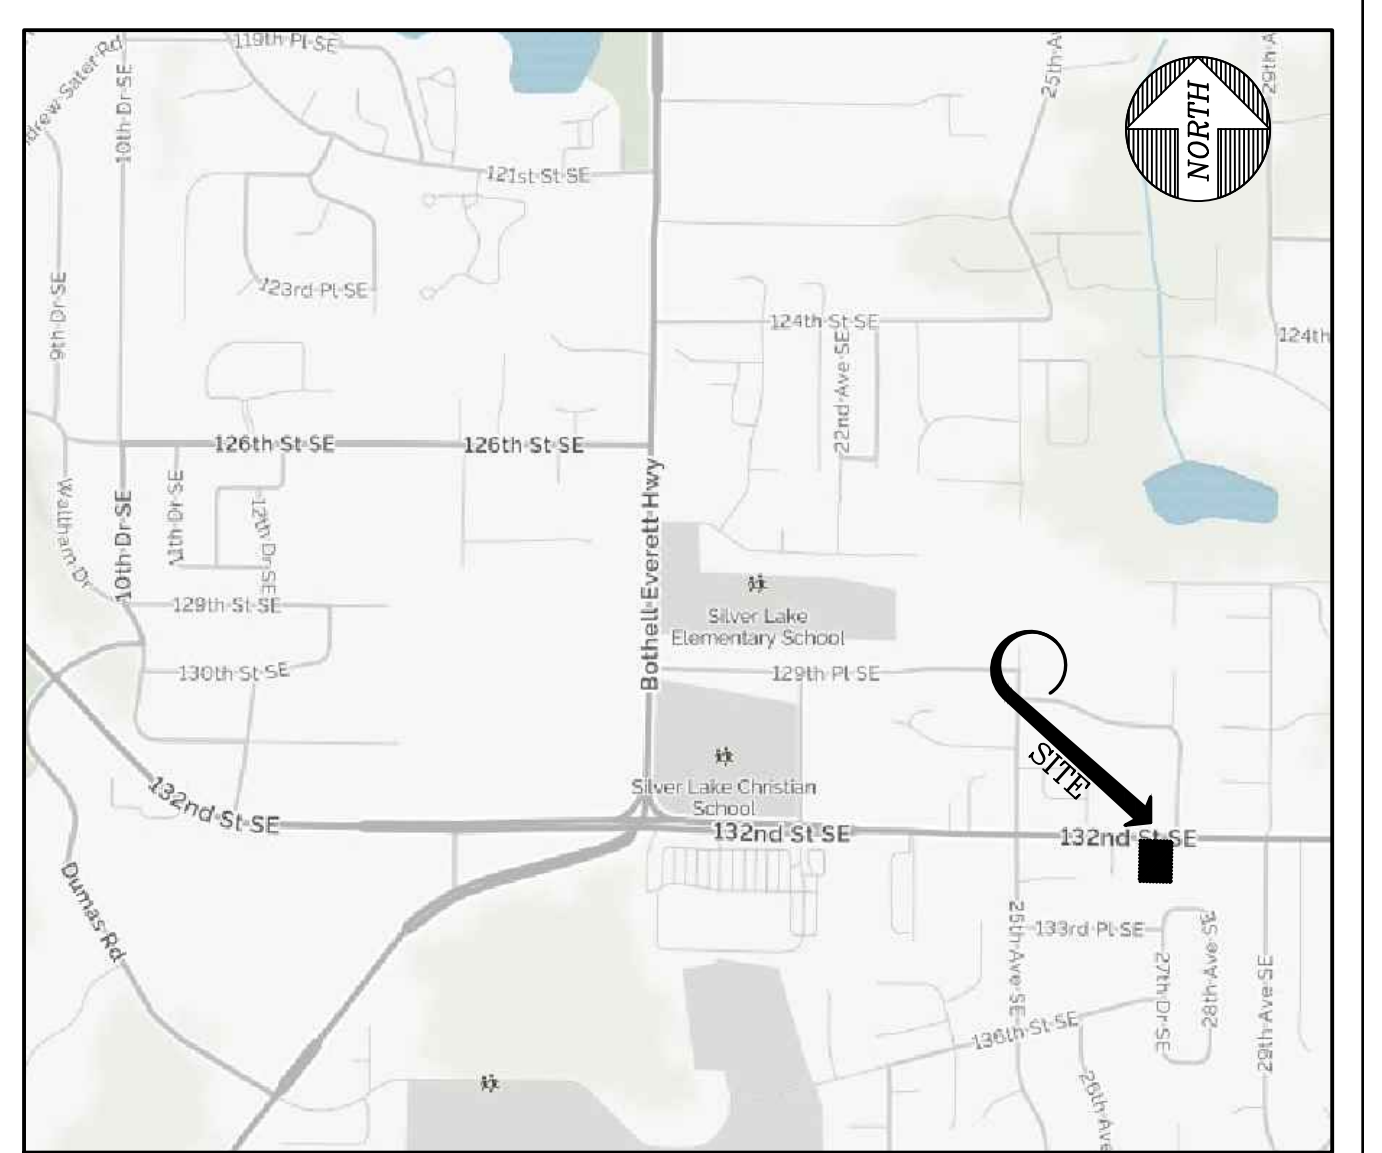 119th Pl SE
drew Sater Rd
10th Dr SE
25th Av
29th A
NORTH
121st St SE
9th Dr SE
123rd Pl SE
124th St SE
124th
22nd Ave SE
126th St SE
126th St SE
Bothell Everett Hwy
Waltham Dr
10th Dr SE
11th Dr SE
12th Dr SE
129th St SE
Silver Lake
Elementary School
130th St SE
129th Pl SE
SITE
Silver Lake Christian
School
132nd St SE
132nd St SE
132nd St SE
Dumas Rd
25th Ave SE
133rd Pl SE
28th Ave SE
27th Dr SE
29th Ave SE
136th St SE
26th Ave